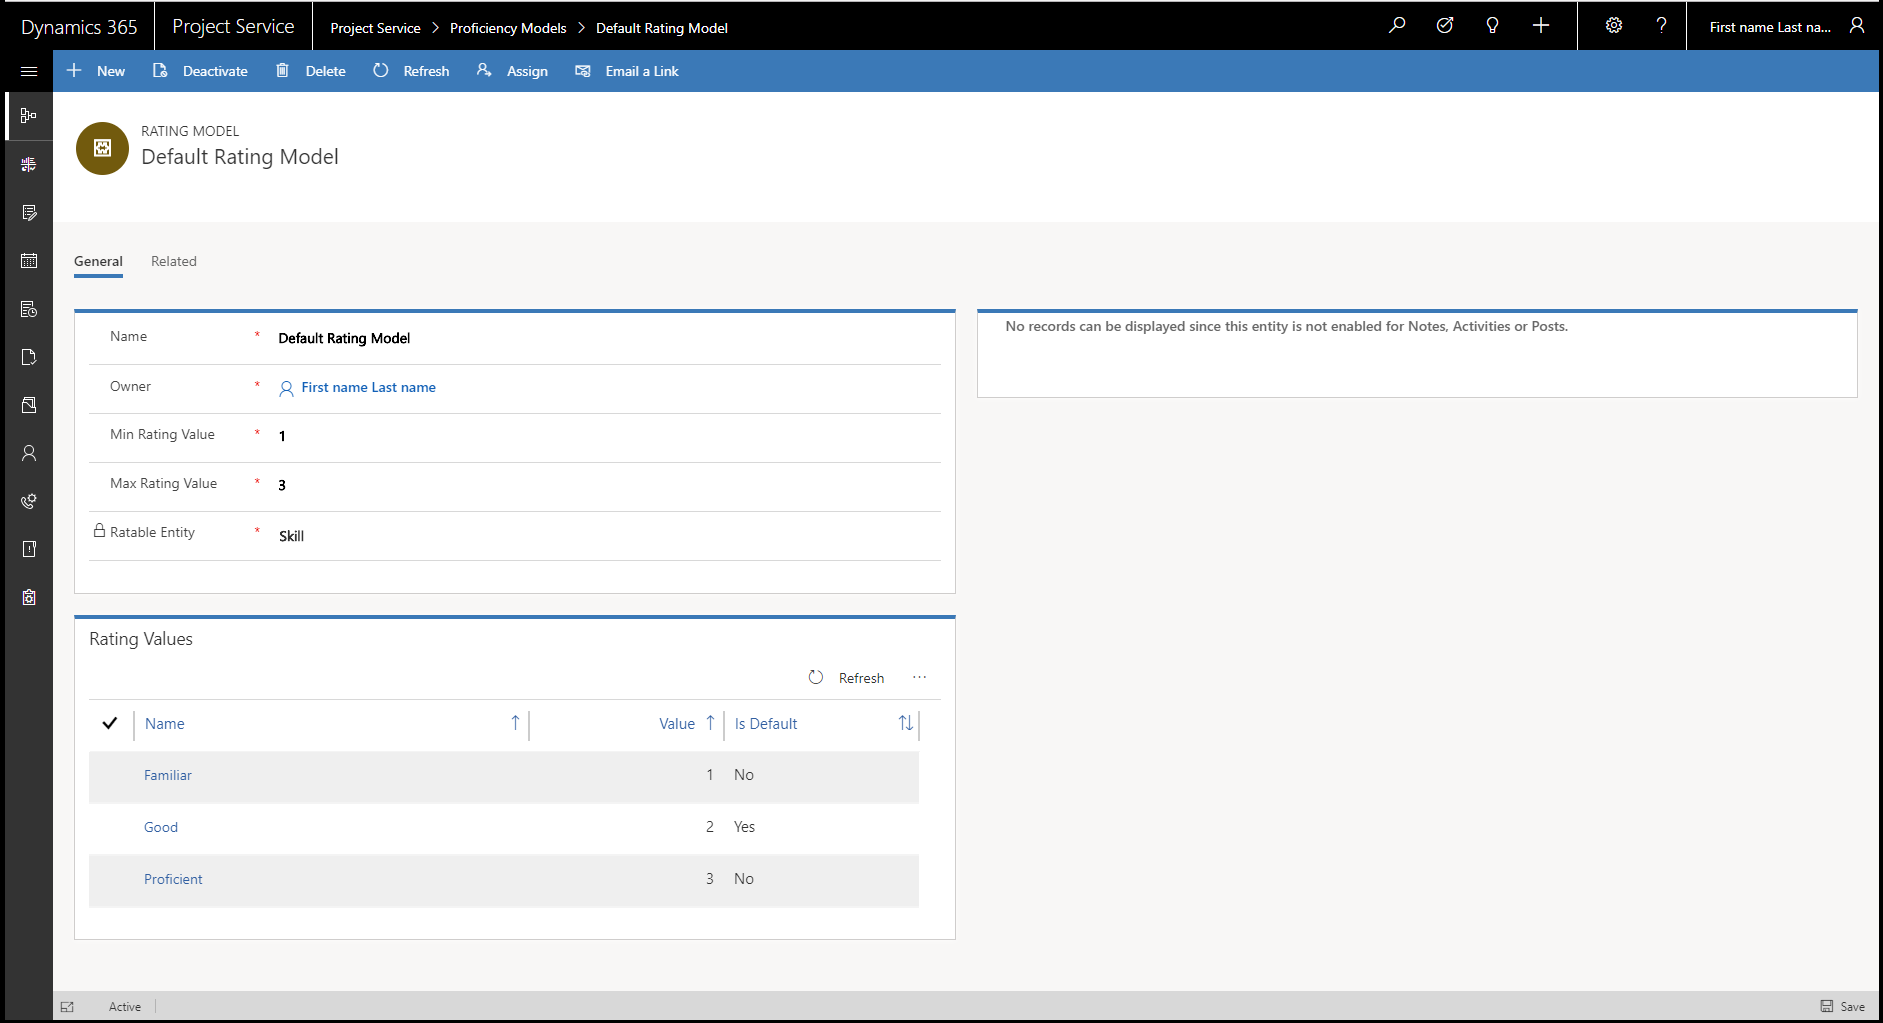 Dynamics 365 Project Service Project Service > Proficiency Models > Default Rating Model First name Last na...
New Deactivate Delete Refresh Assign Email a Link
RATING MODEL
Default Rating Model
General Related
Name * Default Rating Model
Owner * First name Last name
Min Rating Value * 1
Max Rating Value * 3
Ratable Entity * Skill
No records can be displayed since this entity is not enabled for Notes, Activities or Posts.
Rating Values
Refresh ...
Name Value Is Default
Familiar 1 No
Good 2 Yes
Proficient 3 No
Active Save